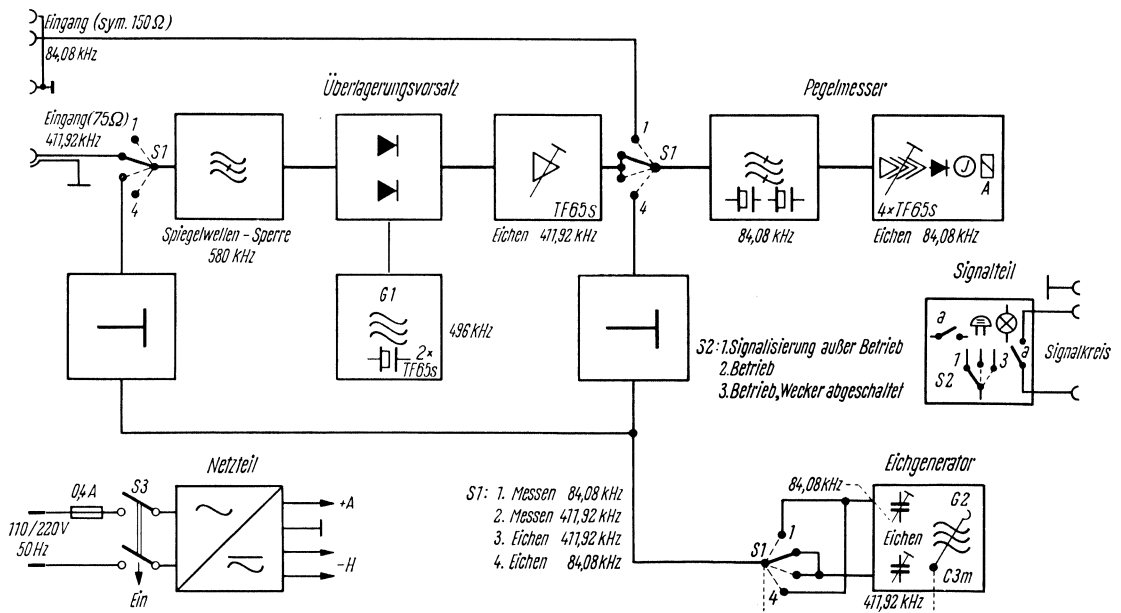 Eingang (sym. 150 Ω)
84,08 kHz
Überlagerungsvorsatz
Pegelmesser
Eingang (75Ω)
411,92 kHz
1
S1
4
1
S1
4
TF65s
J
A
4×TF65s
Spiegelwellen – Sperre
580 kHz
Eichen 411,92 kHz
84,08 kHz
Eichen 84,08 kHz
G1
2×
TF65s
496 kHz
Signalteil
a
1
3
a
S2
Signalkreis
S2: 1. Signalisierung außer Betrieb
2. Betrieb
3. Betrieb, Wecker abgeschaltet
Netzteil
0,4 A
S3
110/220V
50 Hz
Ein
+A
–H
S1: 1. Messen 84,08 kHz
2. Messen 411,92 kHz
3. Eichen 411,92 kHz
4. Eichen 84,08 kHz
Eichgenerator
84,08 kHz
1
S1
4
G2
Eichen
C3m
411,92 kHz